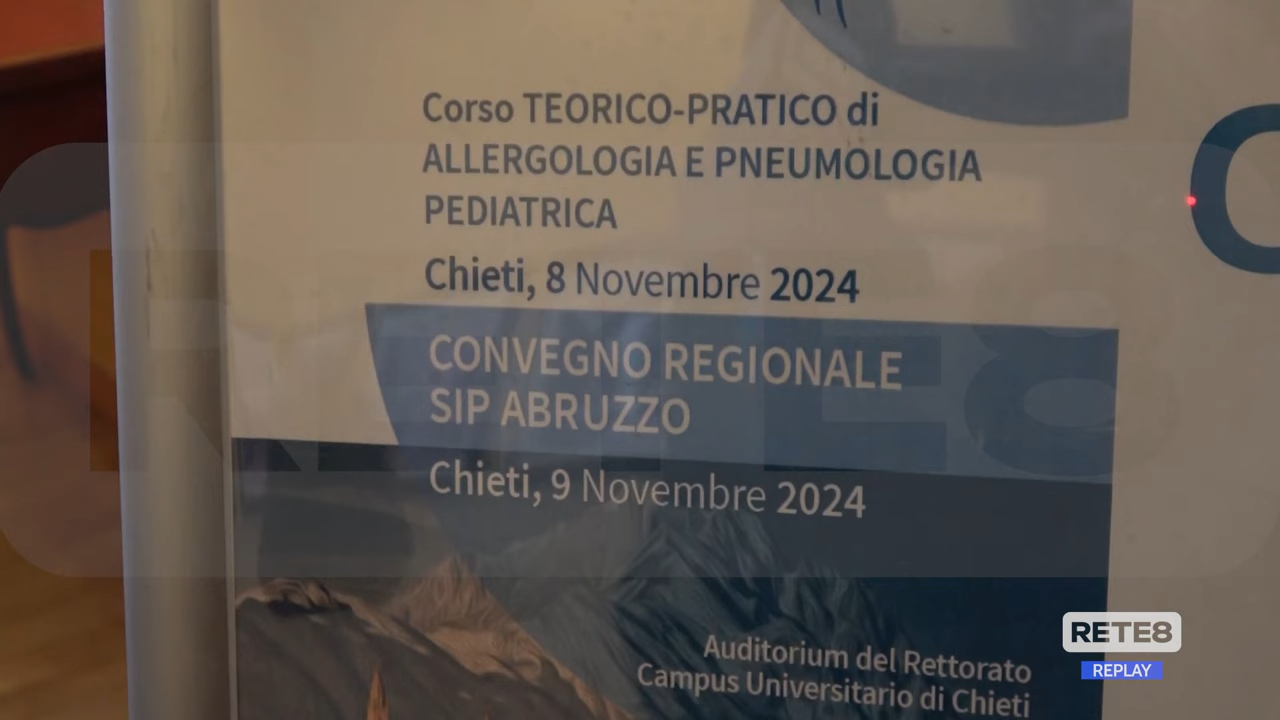 Corso TEORICO-PRATICO di
ALLERGOLOGIA E PNEUMOLOGIA
PEDIATRICA
Chieti, 8 Novembre 2024
CONVEGNO REGIONALE
SIP ABRUZZO
Chieti, 9 Novembre 2024
Auditorium del Rettorato
Campus Universitario di Chieti
RETE8
RETE8
REPLAY